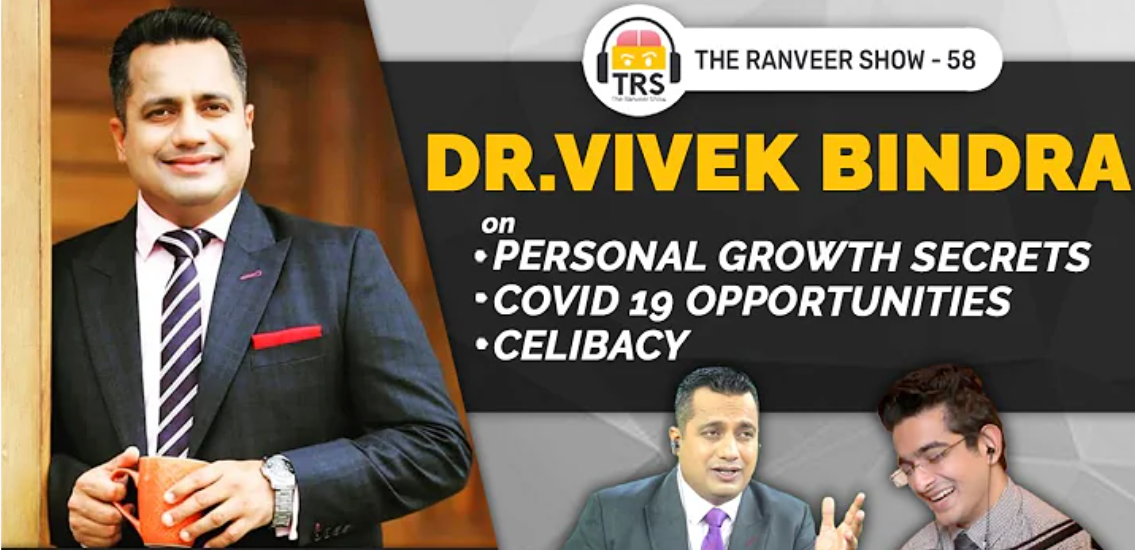 THE RANVEER SHOW - 58
TRS
The Ranveer Show
DR.VIVEK BINDRA
on
•PERSONAL GROWTH SECRETS
•COVID 19 OPPORTUNITIES
•CELIBACY